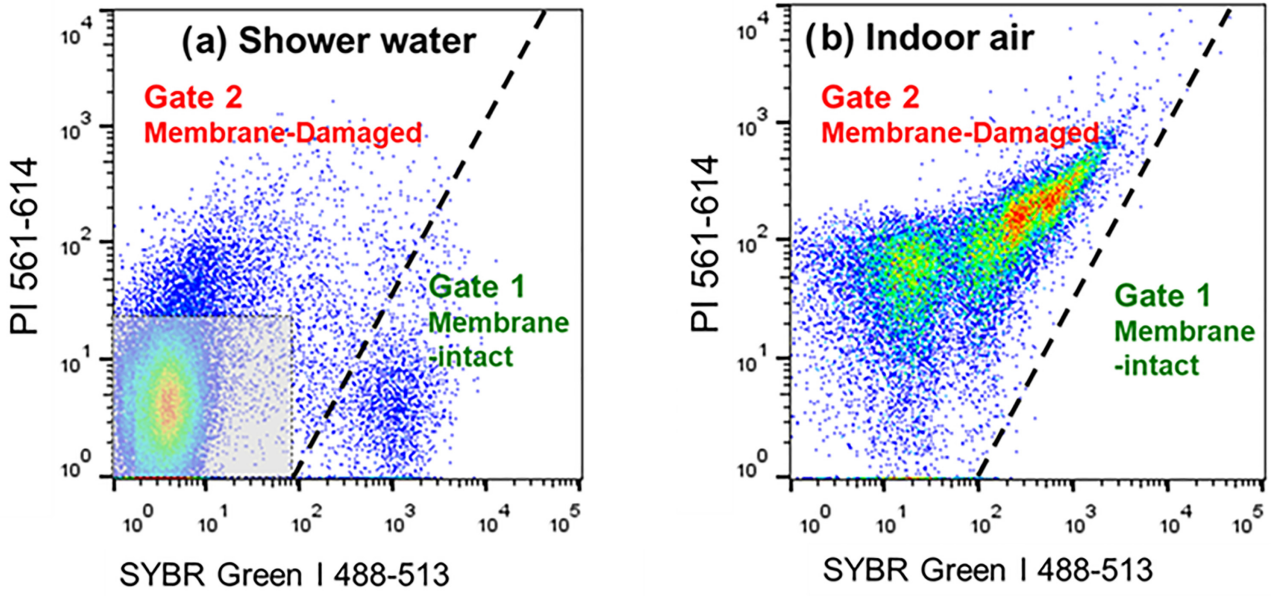 (a) Shower water
Gate 2
Membrane-Damaged
Gate 1
Membrane
-intact
PI 561-614
10^4
10^3
10^2
10^1
10^0
10^0 10^1 10^2 10^3 10^4 10^5
SYBR Green I 488-513
(b) Indoor air
Gate 2
Membrane-Damaged
Gate 1
Membrane
-intact
PI 561-614
10^4
10^3
10^2
10^1
10^0
10^0 10^1 10^2 10^3 10^4 10^5
SYBR Green I 488-513